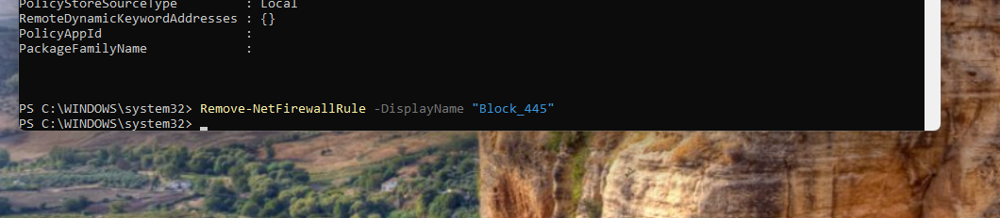 PolicyStoreSourceType : Local
RemoteDynamicKeywordAddresses : {}
PolicyAppId :
PackageFamilyName :
PS C:\WINDOWS\system32> Remove-NetFirewallRule -DisplayName "Block_445"
PS C:\WINDOWS\system32>